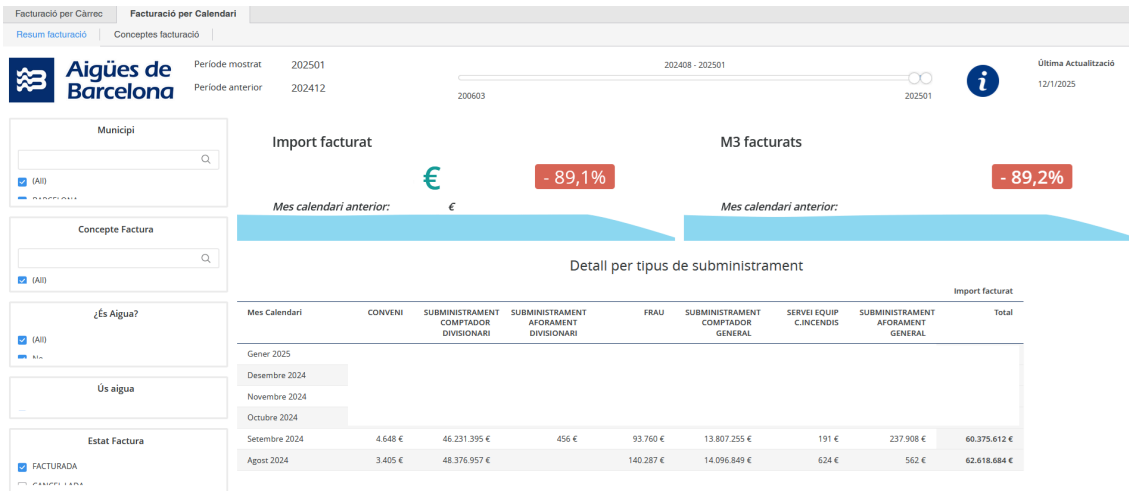 Facturació per Càrrec Facturació per Calendari
Resum facturació Conceptes facturació
Aigües de Barcelona
Període mostrat 202501
Període anterior 202412
202408 - 202501
200603 202501
i
Última Actualització
12/1/2025
Municipi
(All)
BARCELONA
Concepte Factura
(All)
¿És Aigua?
(All)
No
Ús aigua
Estat Factura
FACTURADA
CANCEL·LADA
Import facturat
€ - 89,1%
Mes calendari anterior: €
M3 facturats
- 89,2%
Mes calendari anterior:
Detall per tipus de subministrament
Import facturat
Mes Calendari CONVENI SUBMINISTRAMENT COMPTADOR DIVISIONARI SUBMINISTRAMENT AFORAMENT DIVISIONARI FRAU SUBMINISTRAMENT COMPTADOR GENERAL SERVEI EQUIP C.INCENDIS SUBMINISTRAMENT AFORAMENT GENERAL Total
Gener 2025
Desembre 2024
Novembre 2024
Octubre 2024
Setembre 2024 4.648 € 46.231.395 € 456 € 93.760 € 13.807.255 € 191 € 237.908 € 60.375.612 €
Agost 2024 3.405 € 48.376.957 € 140.287 € 14.096.849 € 624 € 562 € 62.618.684 €